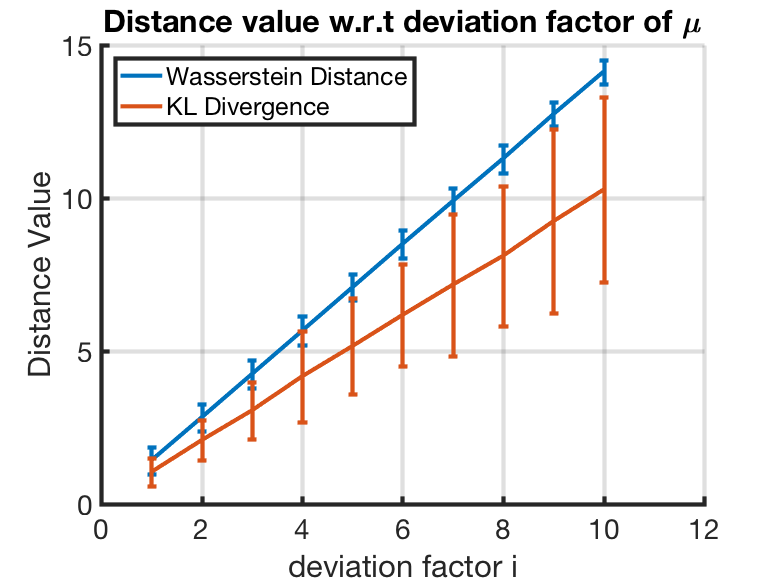 Distance value w.r.t deviation factor of μ
Wasserstein Distance
KL Divergence
15
10
5
0
Distance Value
0 2 4 6 8 10 12
deviation factor i